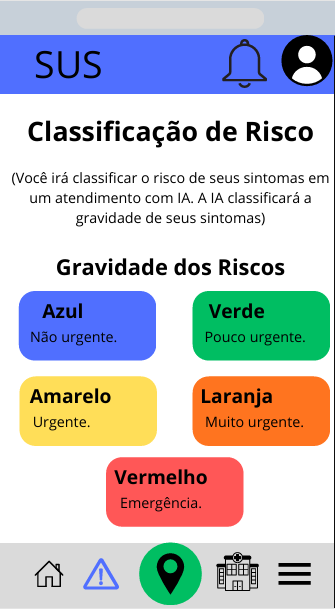 SUS
Classificação de Risco
(Você irá classificar o risco de seus sintomas em
um atendimento com IA. A IA classificará a
gravidade de seus sintomas)
Gravidade dos Riscos
Azul
Não urgente.
Verde
Pouco urgente.
Amarelo
Urgente.
Laranja
Muito urgente.
Vermelho
Emergência.